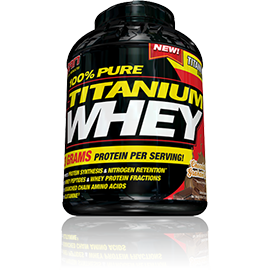 NEW!
100% PURE
TITANIUM
WHEY
GRAMS PROTEIN PER SERVING!
PROTEIN SYNTHESIS & NITROGEN RETENTION
PEPTIDES & WHEY PROTEIN FRACTIONS
CHAIN AMINO ACIDS